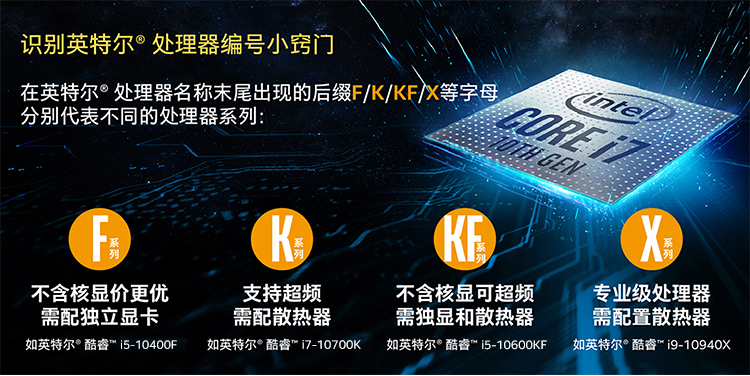 识别英特尔® 处理器编号小窍门
在英特尔® 处理器名称末尾出现的后缀F/K/KF/X等字母
分别代表不同的处理器系列:
intel
CORE i7
10TH GEN
F系列
不含核显价更优
需配独立显卡
如英特尔® 酷睿™ i5-10400F
K系列
支持超频
需配散热器
如英特尔® 酷睿™ i7-10700K
KF系列
不含核显可超频
需独显和散热器
如英特尔® 酷睿™ i5-10600KF
X系列
专业级处理器
需配置散热器
如英特尔® 酷睿™ i9-10940X